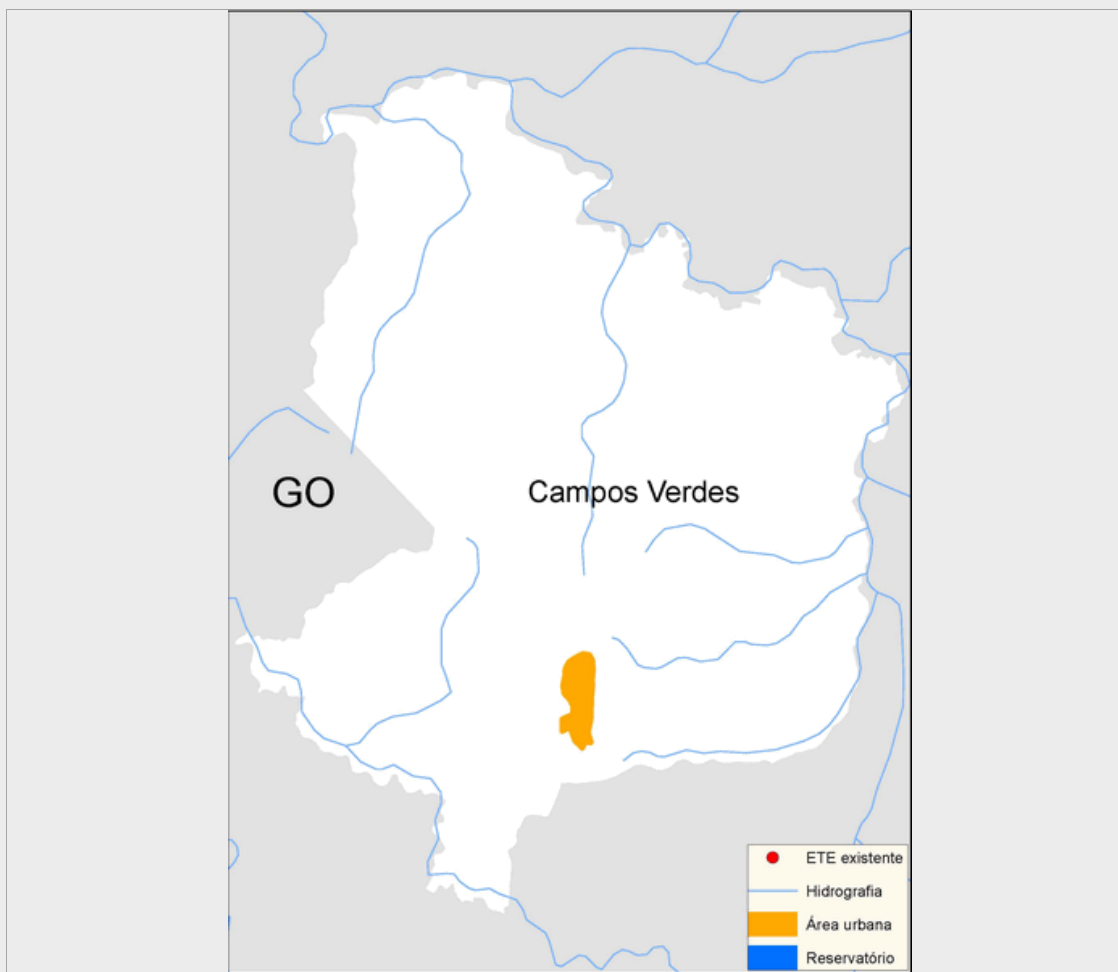 GO
Campos Verdes
ETE existente
Hidrografia
Área urbana
Reservatório